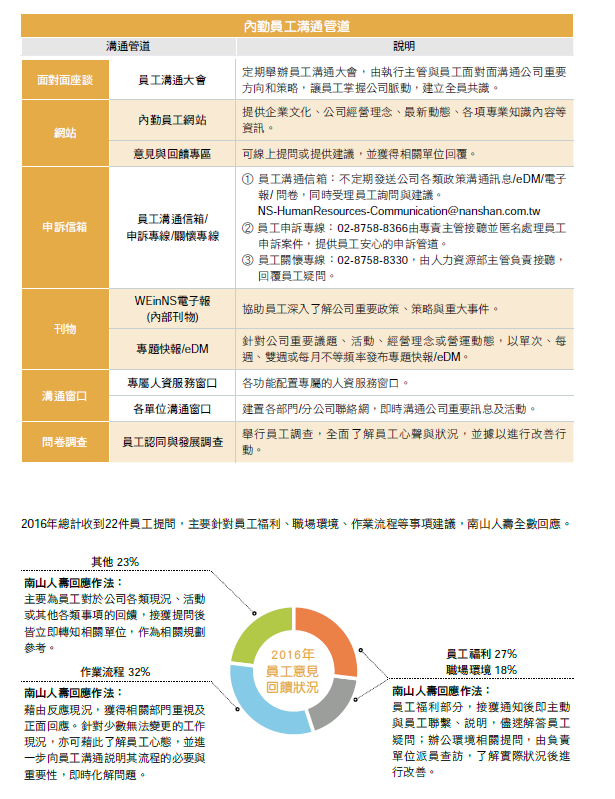 內勤員工溝通管道
溝通管道 說明
面對面座談 員工溝通大會 定期舉辦員工溝通大會，由執行主管與員工面對面溝通公司重要
方向和策略，讓員工掌握公司脈動，建立全員共識。
網站 內勤員工網站 提供企業文化、公司經營理念、最新動態、各項專業知識內容等
資訊。
意見與回饋專區 可線上提問或提供建議，並獲得相關單位回覆。
申訴信箱 員工溝通信箱/
申訴專線/關懷專線
① 員工溝通信箱：不定期發送公司各類政策溝通訊息/eDM/電子
報/ 問卷，同時受理員工詢問與建議。
NS-HumanResources-Communication@nanshan.com.tw
② 員工申訴專線：02-8758-8366由專責主管接聽並匿名處理員工
申訴案件，提供員工安心的申訴管道。
③ 員工關懷專線：02-8758-8330，由人力資源部主管負責接聽，
回覆員工疑問。
刊物 WEinNS電子報
(內部刊物) 協助員工深入了解公司重要政策、策略與重大事件。
專題快報/eDM 針對公司重要議題、活動、經營理念或營運動態，以單次、每
週、雙週或每月不等頻率發布專題快報/eDM。
溝通窗口 專屬人資服務窗口 各功能配置專屬的人資服務窗口。
各單位溝通窗口 建置各部門/分公司聯絡網，即時溝通公司重要訊息及活動。
問卷調查 員工認同與發展調查 舉行員工調查，全面了解員工心聲與狀況，並據以進行改善行
動。
2016年總計收到22件員工提問，主要針對員工福利、職場環境、作業流程等事項建議，南山人壽全數回應。
其他 23%
南山人壽回應作法：
主要為員工對於公司各類現況、活動
或其他各類事項的回饋，接獲提問後
皆立即轉知相關單位，作為相關規劃
參考。
作業流程 32%
南山人壽回應作法：
藉由反應現況，獲得相關部門重視及
正面回應。針對少數無法變更的工作
現況，亦可藉此了解員工心態，並進
一步向員工溝通說明其流程的必要與
重要性，即時化解問題。
2016年
員工意見
回饋狀況
員工福利 27%
職場環境 18%
南山人壽回應作法：
員工福利部分，接獲通知後即主動
與員工聯繫、說明，儘速解答員工
疑問；辦公環境相關提問，由負責
單位派員查訪，了解實際狀況後進
行改善。